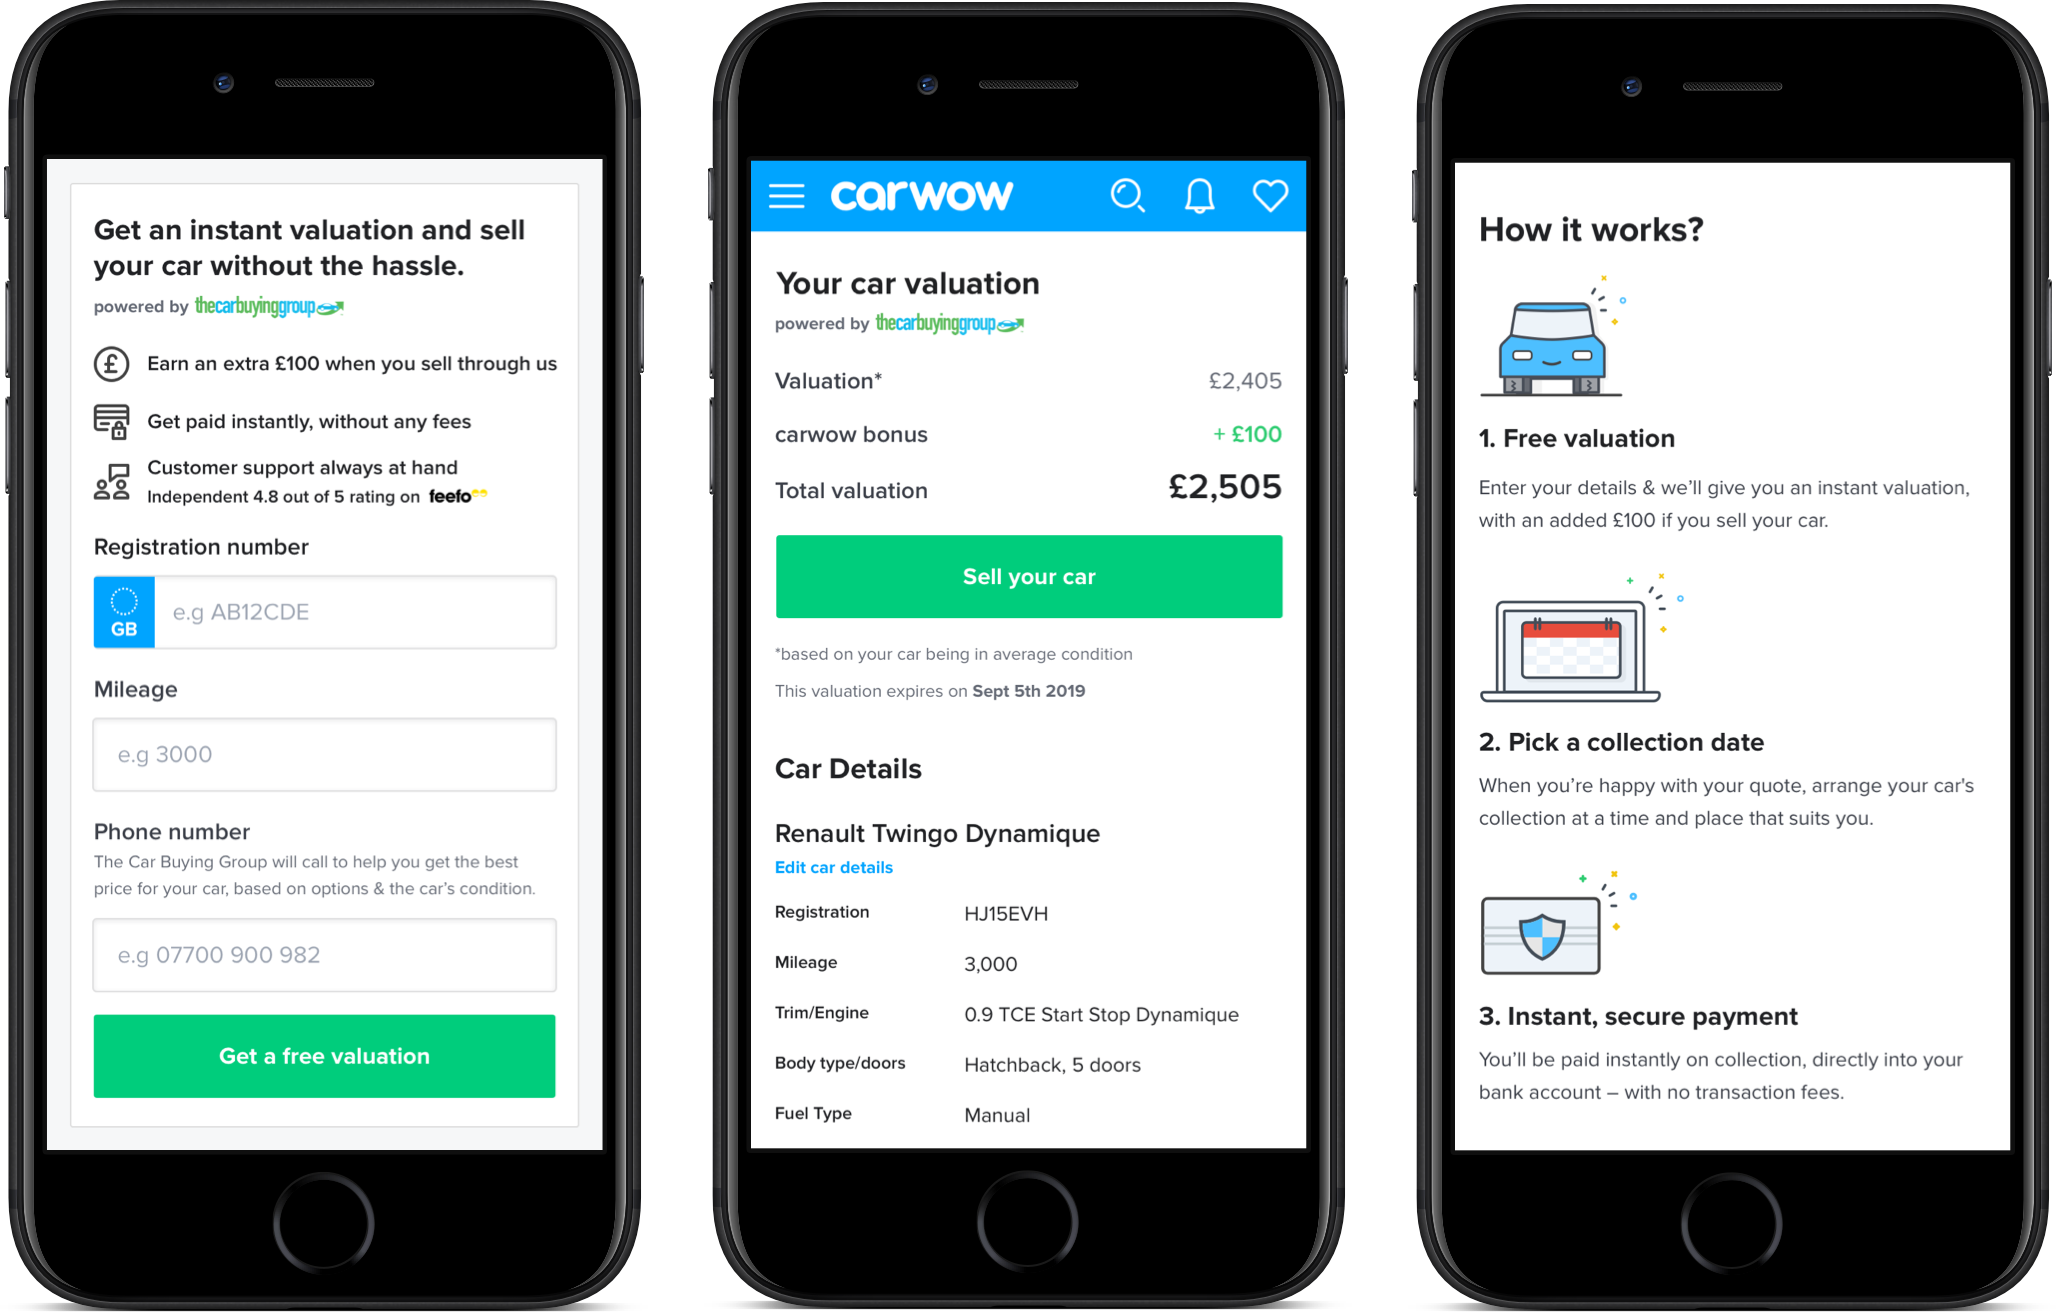 Get an instant valuation and sell
your car without the hassle.
powered by thecarbuyinggroup
Earn an extra £100 when you sell through us
Get paid instantly, without any fees
Customer support always at hand
Independent 4.8 out of 5 rating on feefo
Registration number
GB
e.g AB12CDE
Mileage
e.g 3000
Phone number
The Car Buying Group will call to help you get the best
price for your car, based on options & the car's condition.
e.g 07700 900 982
Get a free valuation
carwow
Your car valuation
powered by thecarbuyinggroup
Valuation* £2,405
carwow bonus + £100
Total valuation £2,505
Sell your car
*based on your car being in average condition
This valuation expires on Sept 5th 2019
Car Details
Renault Twingo Dynamique
Edit car details
Registration HJ15EVH
Mileage 3,000
Trim/Engine 0.9 TCE Start Stop Dynamique
Body type/doors Hatchback, 5 doors
Fuel Type Manual
How it works?
1. Free valuation
Enter your details & we'll give you an instant valuation,
with an added £100 if you sell your car.
2. Pick a collection date
When you're happy with your quote, arrange your car's
collection at a time and place that suits you.
3. Instant, secure payment
You'll be paid instantly on collection, directly into your
bank account – with no transaction fees.